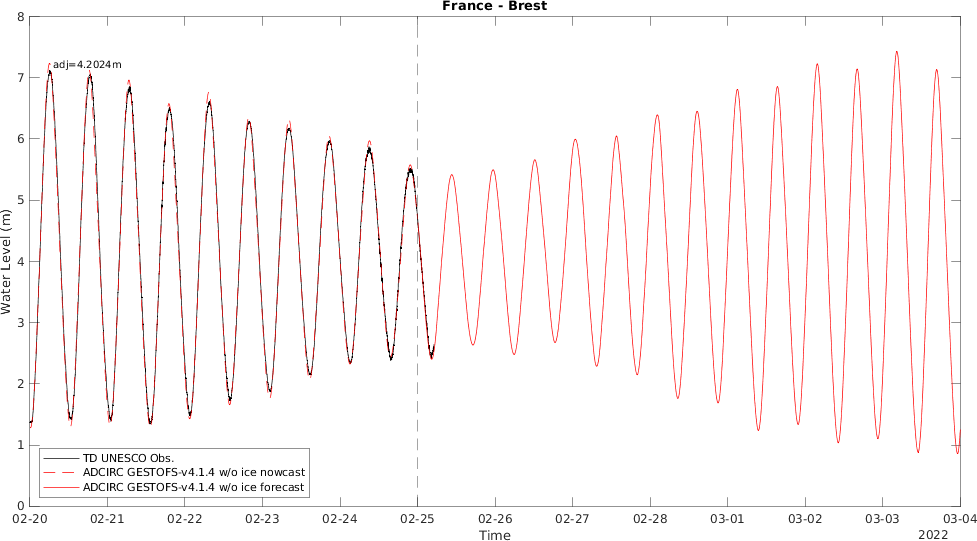 France - Brest
8
7
6
5
4
3
2
1
0
Water Level (m)
adj=4.2024m
TD UNESCO Obs.
ADCIRC GESTOFS-v4.1.4 w/o ice nowcast
ADCIRC GESTOFS-v4.1.4 w/o ice forecast
02-20 02-21 02-22 02-23 02-24 02-25 02-26 02-27 02-28 03-01 03-02 03-03 03-04
Time
2022